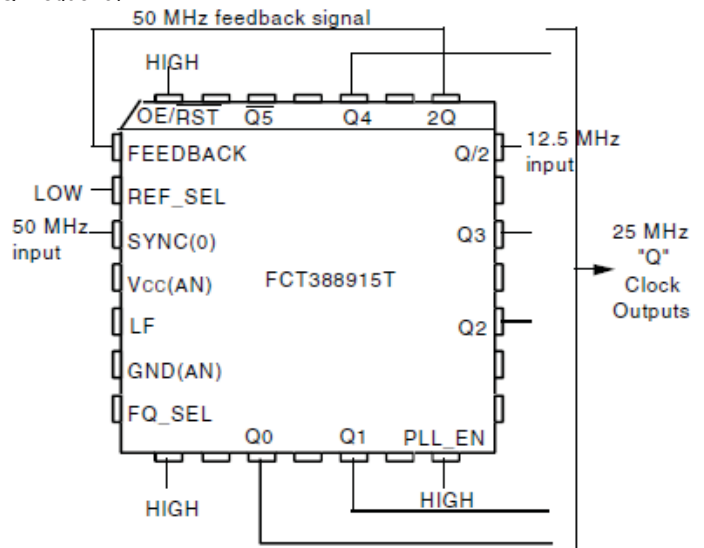 50 MHz feedback signal
HIGH
OE/RST Q5 Q4 2Q
FEEDBACK
Q/2
12.5 MHz
input
LOW
REF_SEL
50 MHz
input
SYNC(0)
Q3
25 MHz
"Q"
Clock
Outputs
VCC(AN)
FCT388915T
LF
Q2
GND(AN)
FQ_SEL
Q0 Q1 PLL_EN
HIGH
HIGH